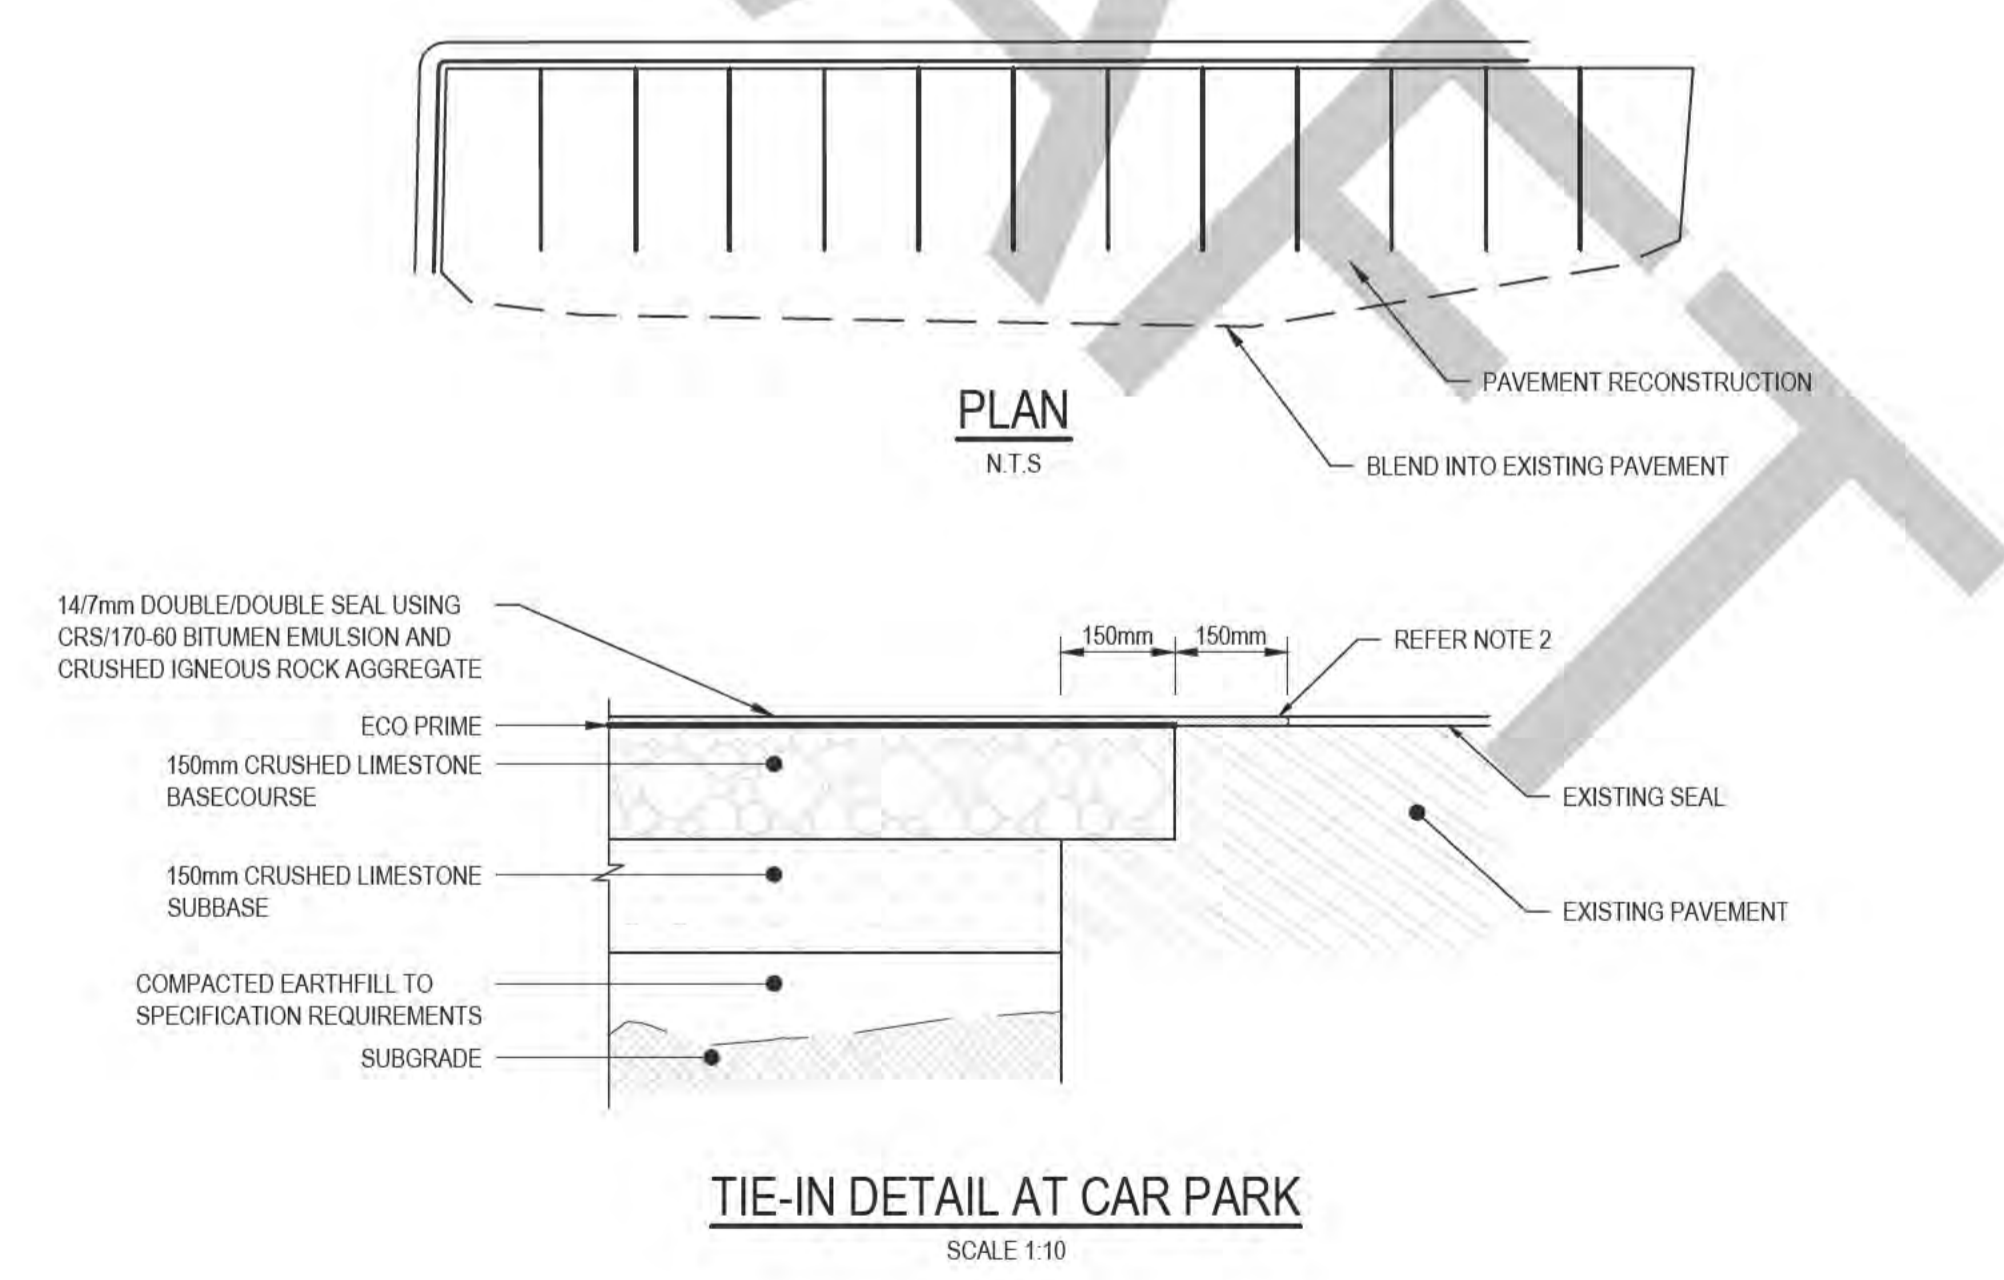 PAVEMENT RECONSTRUCTION
PLAN
N.T.S
BLEND INTO EXISTING PAVEMENT
14/7mm DOUBLE/DOUBLE SEAL USING
CRS/170-60 BITUMEN EMULSION AND
CRUSHED IGNEOUS ROCK AGGREGATE
150mm
150mm
REFER NOTE 2
ECO PRIME
150mm CRUSHED LIMESTONE
BASECOURSE
EXISTING SEAL
150mm CRUSHED LIMESTONE
SUBBASE
EXISTING PAVEMENT
COMPACTED EARTHFILL TO
SPECIFICATION REQUIREMENTS
SUBGRADE
TIE-IN DETAIL AT CAR PARK
SCALE 1:10